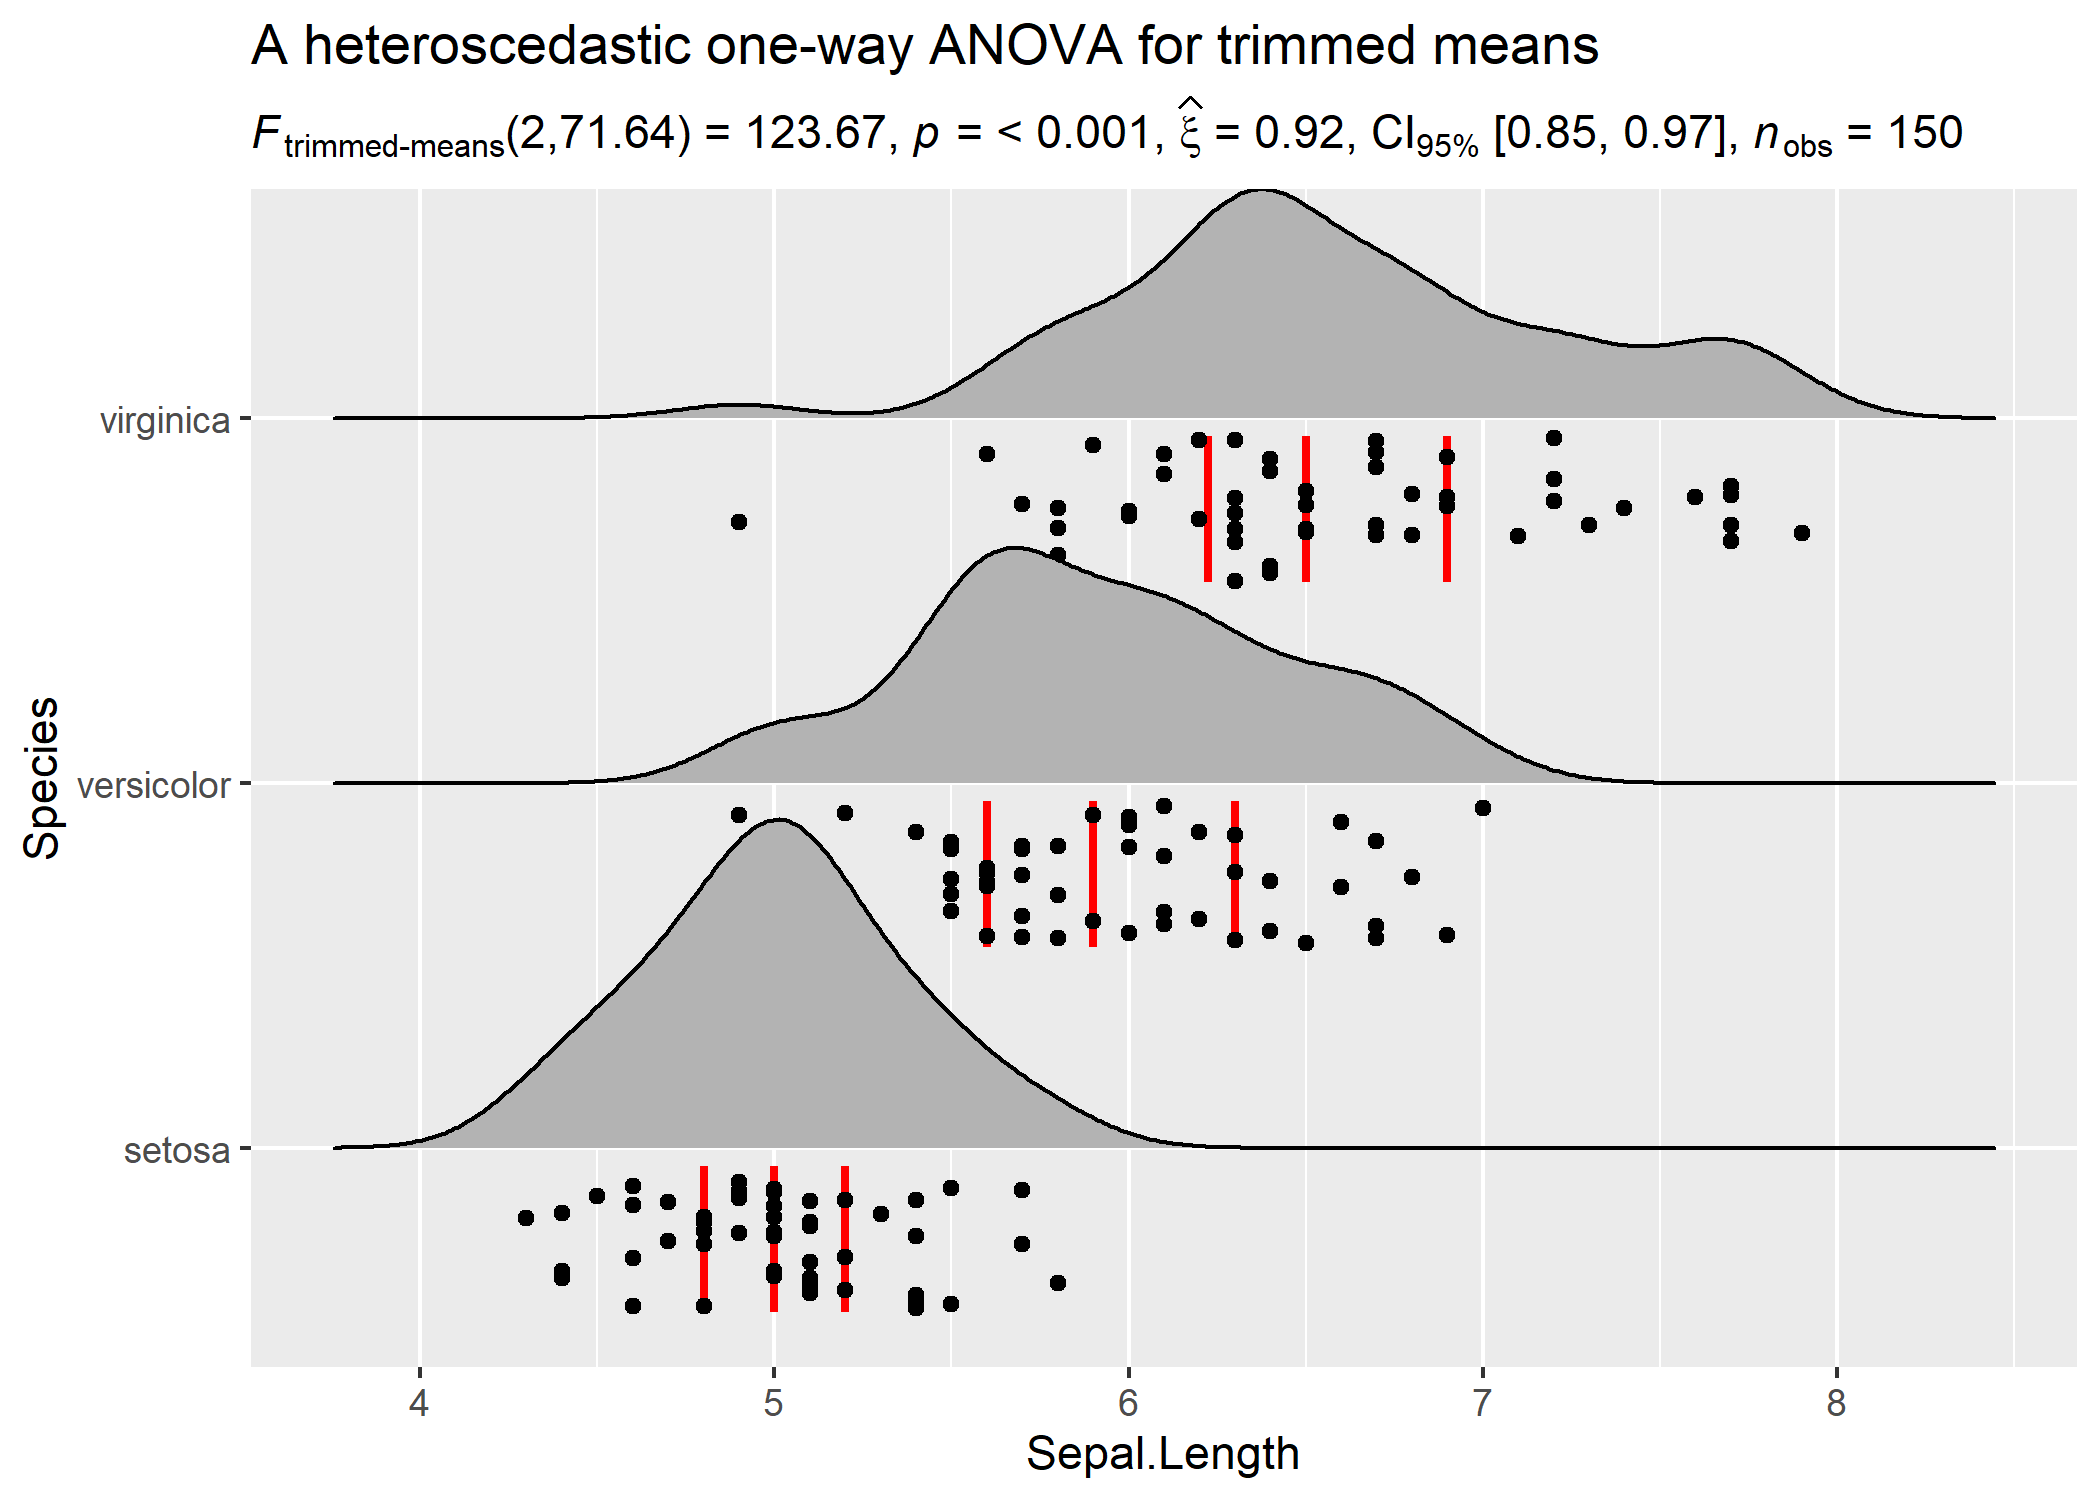 A heteroscedastic one-way ANOVA for trimmed means
F trimmed-means(2,71.64) = 123.67, p = < 0.001, ξ̂ = 0.92, CI95% [0.85, 0.97], nobs = 150
virginica
versicolor
setosa
Species
4 5 6 7 8
Sepal.Length